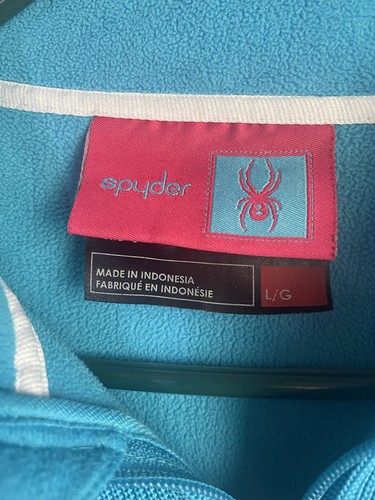 spyder
MADE IN INDONESIA
FABRIQUÉ EN INDONÉSIE
L/G